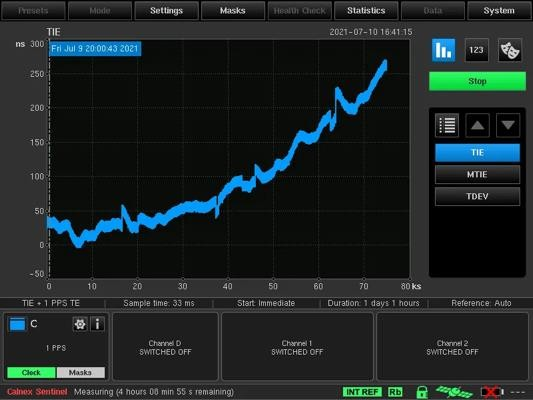 Presets Mode Settings Masks Health Check Statistics Data System
TIE 2021-07-10 16:41:15
ns 300
Fri Jul 9 20:00:43 2021
250
200
150
100
50
0
-50
0 10 20 30 40 50 60 70 80 ks
123
Stop
TIE
MTIE
TDEV
TIE + 1 PPS TE | Sample time: 33 ms | Start: Immediate | Duration: 1 days 1 hours | Reference: Auto
C
1 PPS
Clock Masks
Channel D
SWITCHED OFF
Channel 1
SWITCHED OFF
Channel 2
SWITCHED OFF
Calnex Sentinel Measuring (4 hours 08 min 55 s remaining) INT REF Rb ---